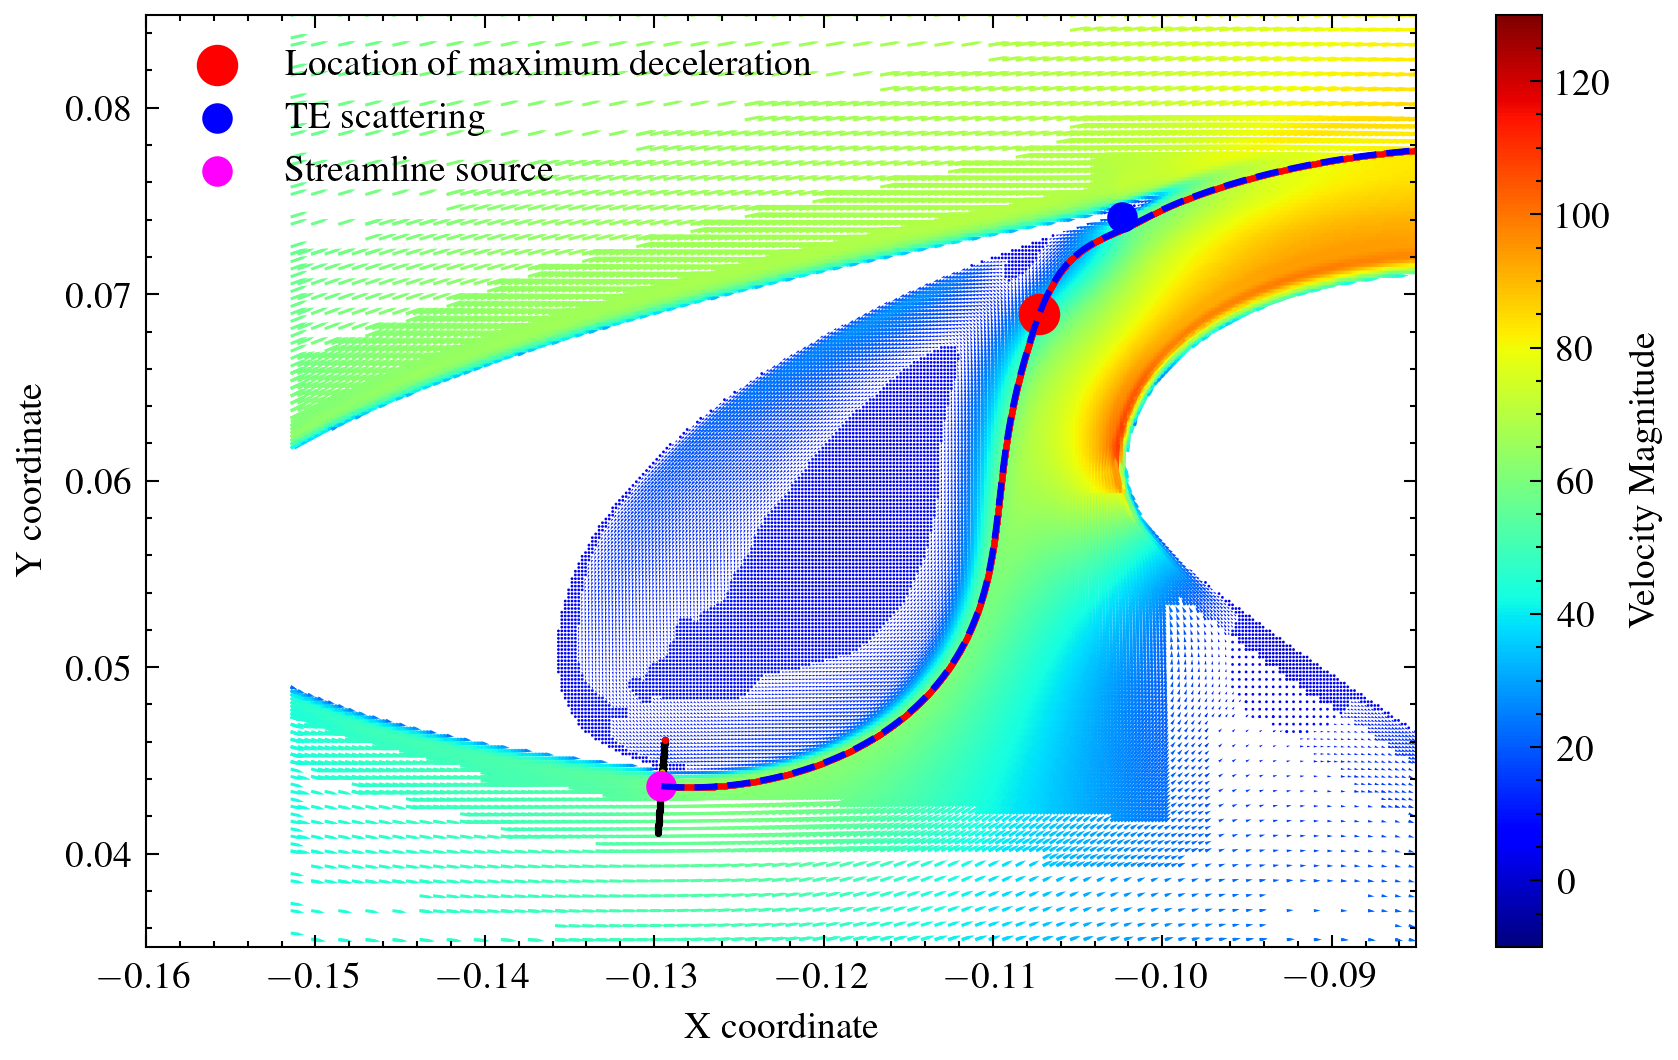 Location of maximum deceleration
TE scattering
Streamline source
0.08
0.07
0.06
0.05
0.04
Y coordinate
−0.16 −0.15 −0.14 −0.13 −0.12 −0.11 −0.10 −0.09
X coordinate
120
100
80
60
40
20
0
Velocity Magnitude